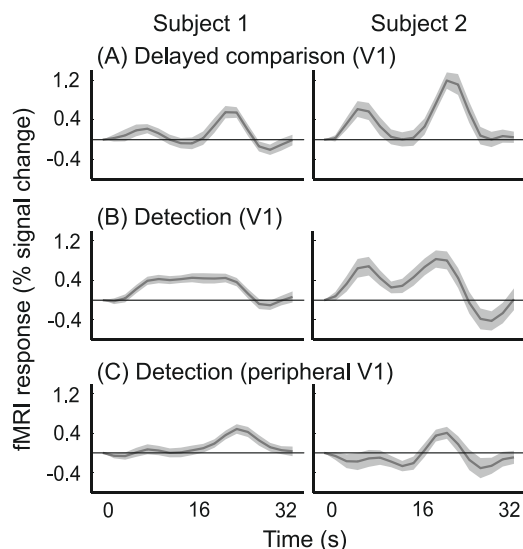 Subject 1 Subject 2
(A) Delayed comparison (V1)
1.2
0.4
-0.4
(B) Detection (V1)
1.2
0.4
-0.4
(C) Detection (peripheral V1)
1.2
0.4
-0.4
fMRI response (% signal change)
0 16 32 0 16 32
Time (s)